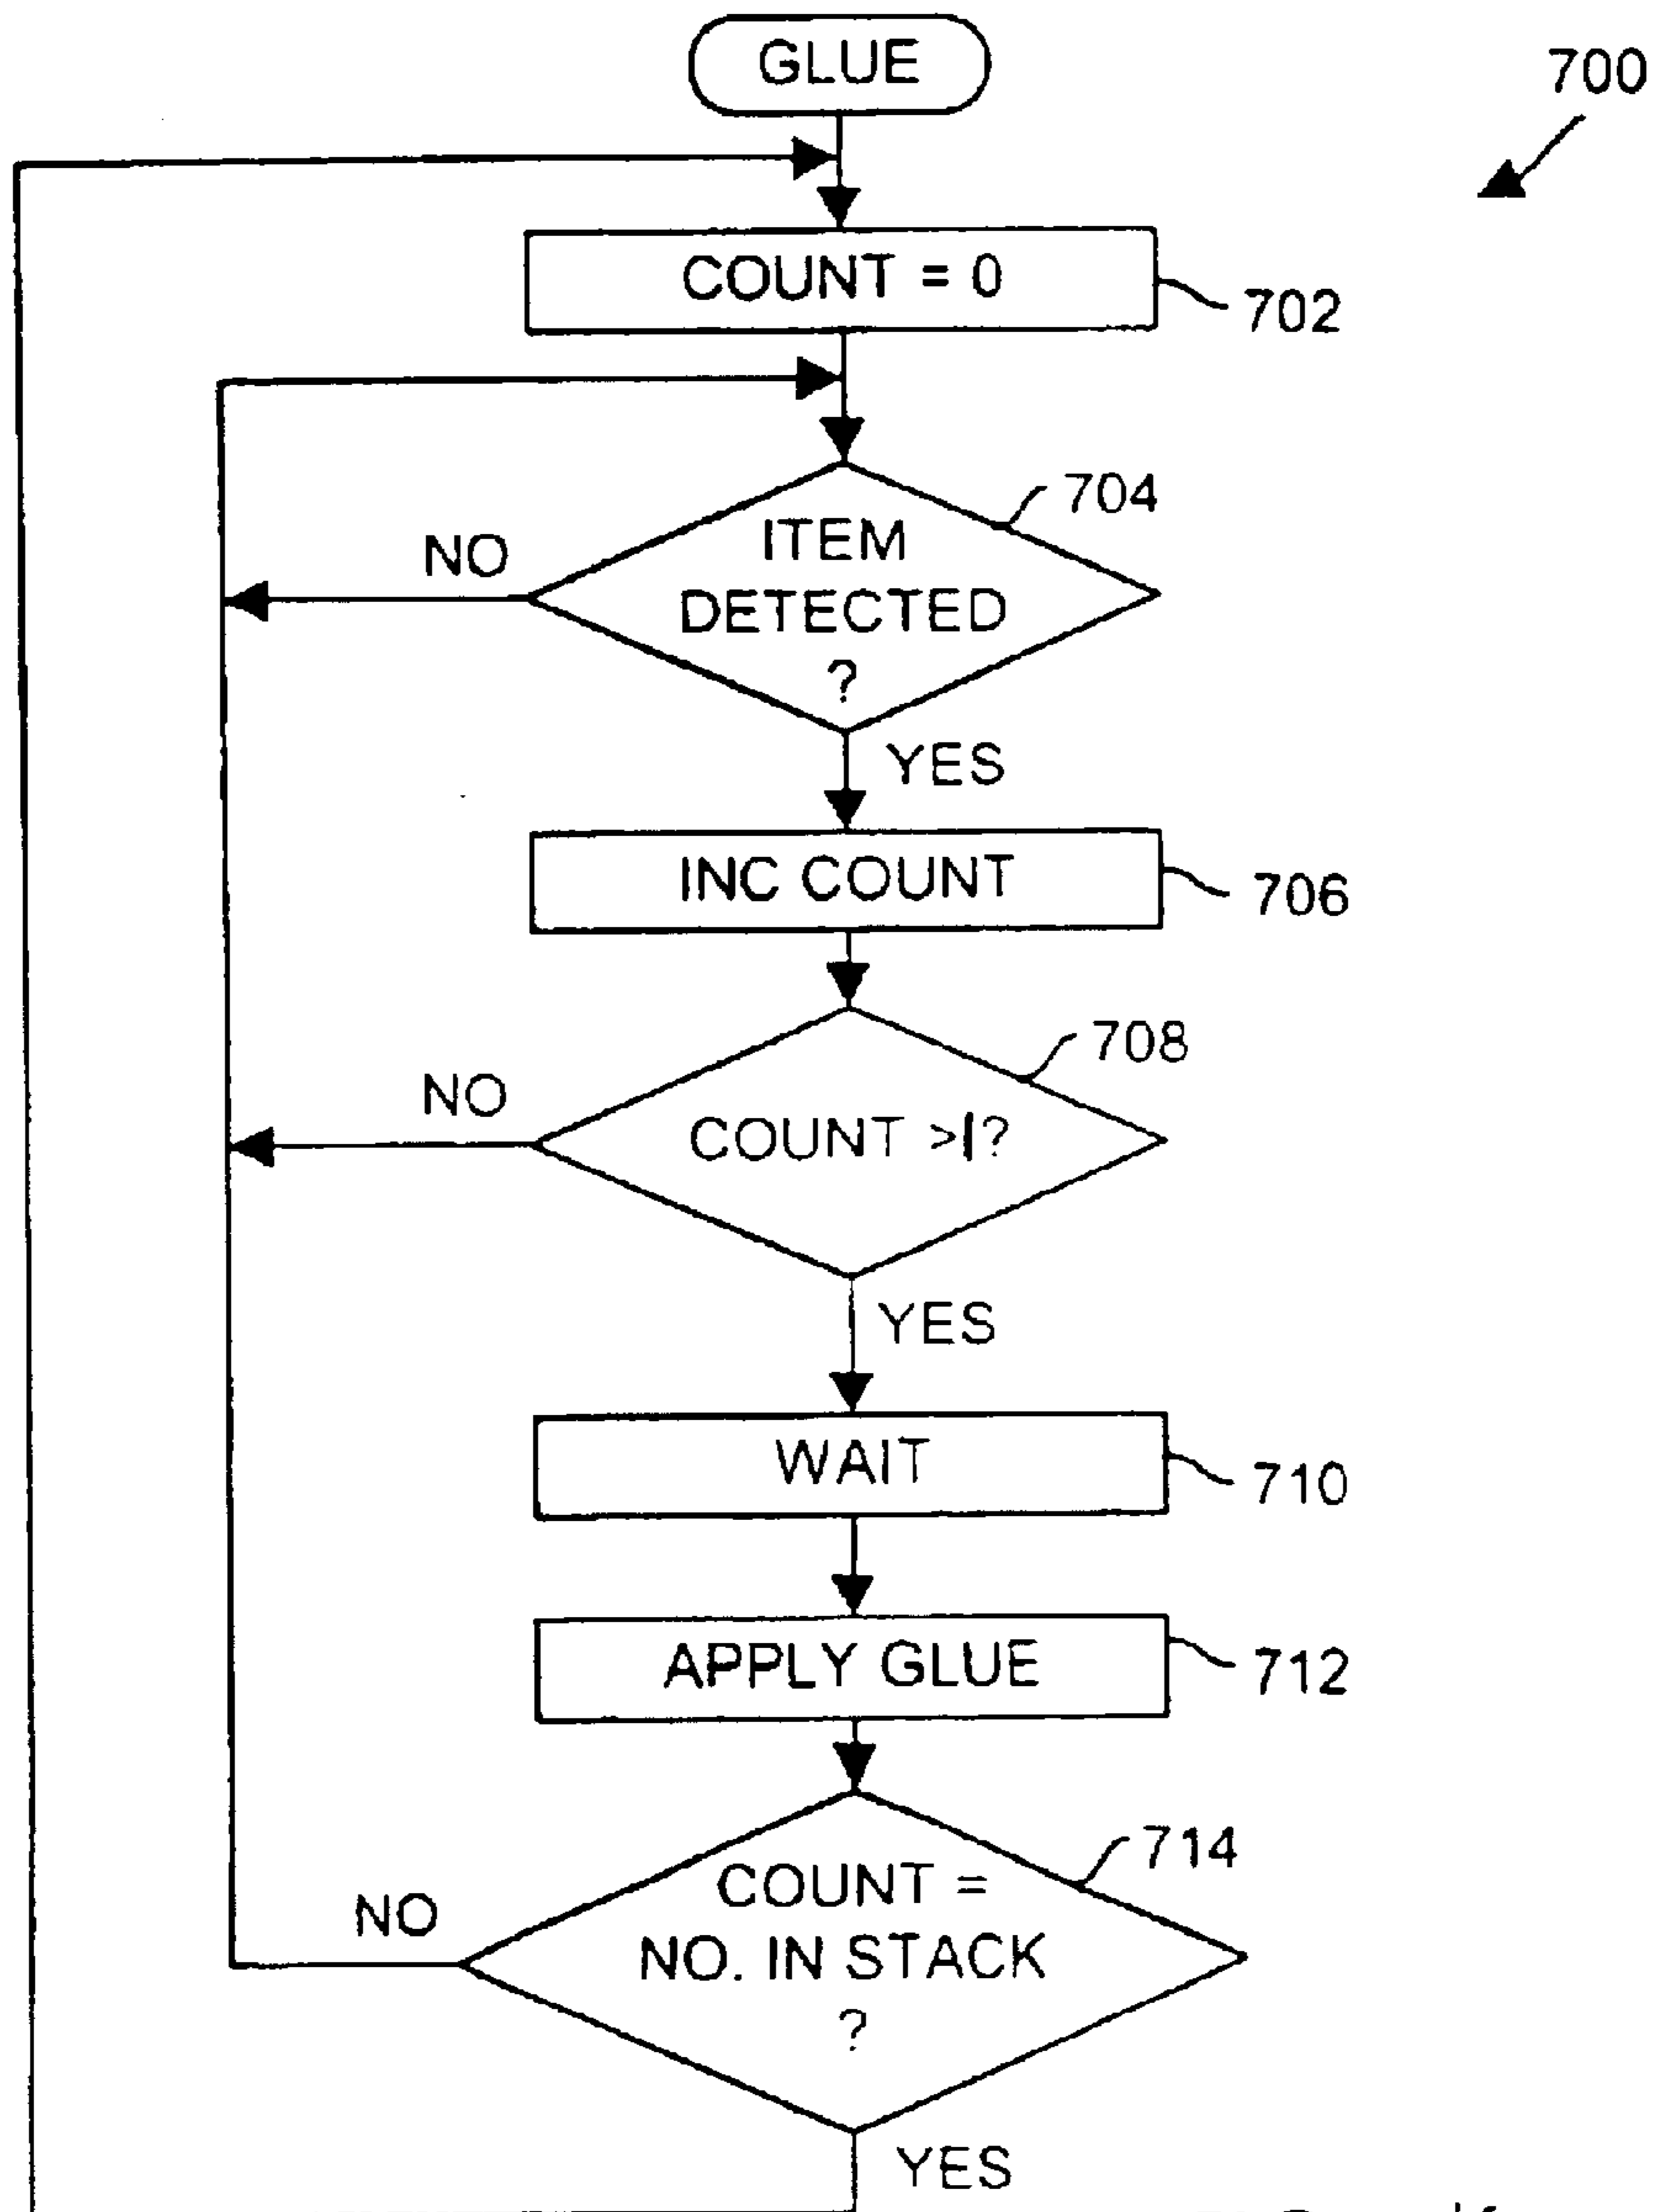 GLUE
700
COUNT = 0
702
704
ITEM
DETECTED
?
NO
YES
INC COUNT
706
708
NO
COUNT >1?
YES
WAIT
710
APPLY GLUE
712
714
COUNT =
NO. IN STACK
?
NO
YES